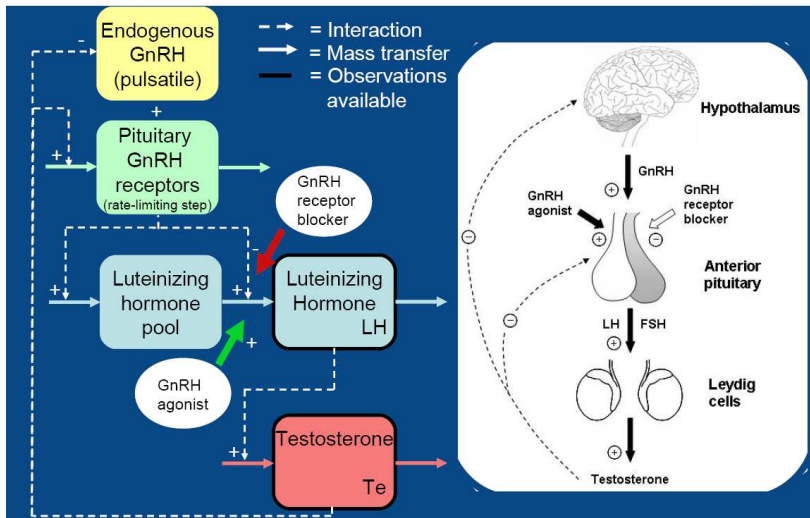 Endogenous
GnRH
(pulsatile)
-
+
Pituitary
GnRH
receptors
(rate-limiting step)
+
= Interaction
= Mass transfer
= Observations
available
GnRH
receptor
blocker
-
+
Luteinizing
hormone
pool
+
Luteinizing
Hormone
LH
+
GnRH
agonist
+
Testosterone
Te
Hypothalamus
GnRH
+
GnRH
agonist
+
GnRH
receptor
blocker
-
-
Anterior
pituitary
-
LH FSH
+
Leydig
cells
+
Testosterone